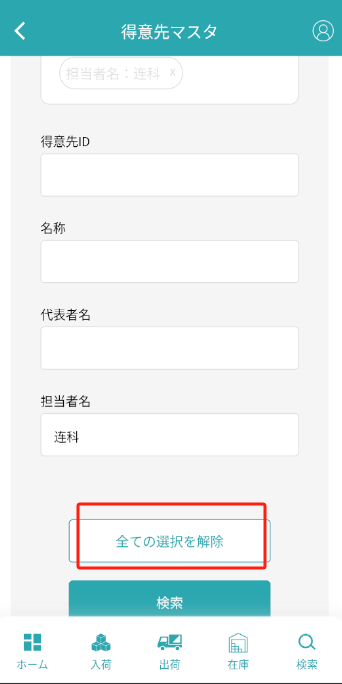 得意先マスタ
担当者名：连科 x
得意先ID
名称
代表者名
担当者名
连科
全ての選択を解除
検索
ホーム 入荷 出荷 在庫 検索